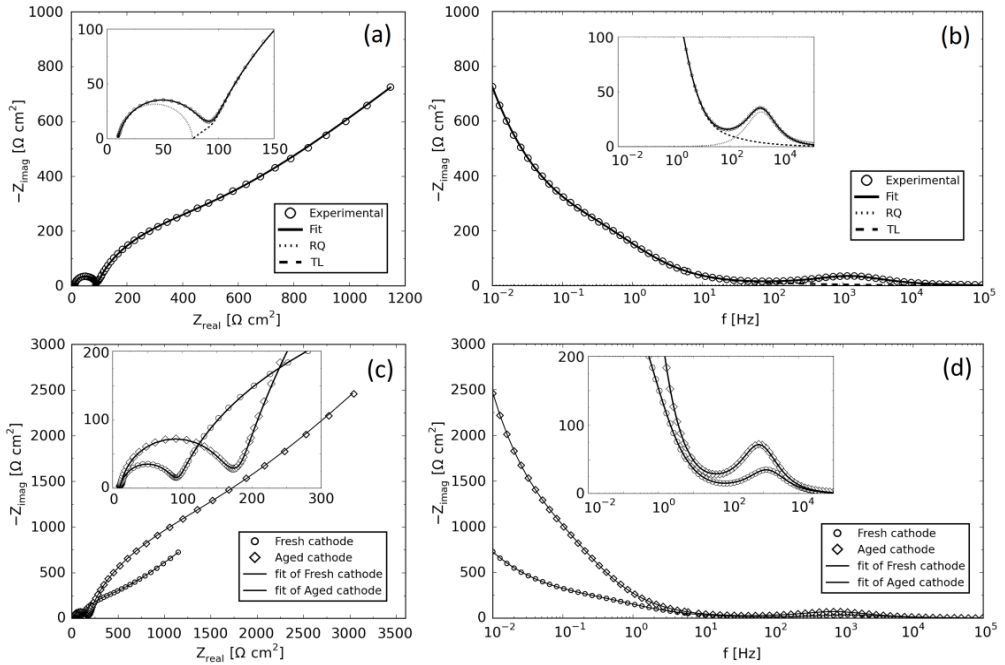 1000
800
600
400
200
0
0 200 400 600 800 1000 1200
−Z_imag [Ω cm²]
Z_real [Ω cm²]
(a)
100
50
0
0 50 100 150
Experimental
Fit
RQ
TL
1000
800
600
400
200
0
10⁻² 10⁻¹ 10⁰ 10¹ 10² 10³ 10⁴ 10⁵
−Z_imag [Ω cm²]
f [Hz]
(b)
100
50
0
10⁻² 10⁰ 10² 10⁴
Experimental
Fit
RQ
TL
3000
2500
2000
1500
1000
500
0
0 500 1000 1500 2000 2500 3000 3500
−Z_imag [Ω cm²]
Z_real [Ω cm²]
(c)
200
100
0
0 100 200 300
Fresh cathode
Aged cathode
fit of Fresh cathode
fit of Aged cathode
3000
2500
2000
1500
1000
500
0
10⁻² 10⁻¹ 10⁰ 10¹ 10² 10³ 10⁴ 10⁵
−Z_imag [Ω cm²]
f [Hz]
(d)
200
100
0
10⁻² 10⁰ 10² 10⁴
Fresh cathode
Aged cathode
fit of Fresh cathode
fit of Aged cathode